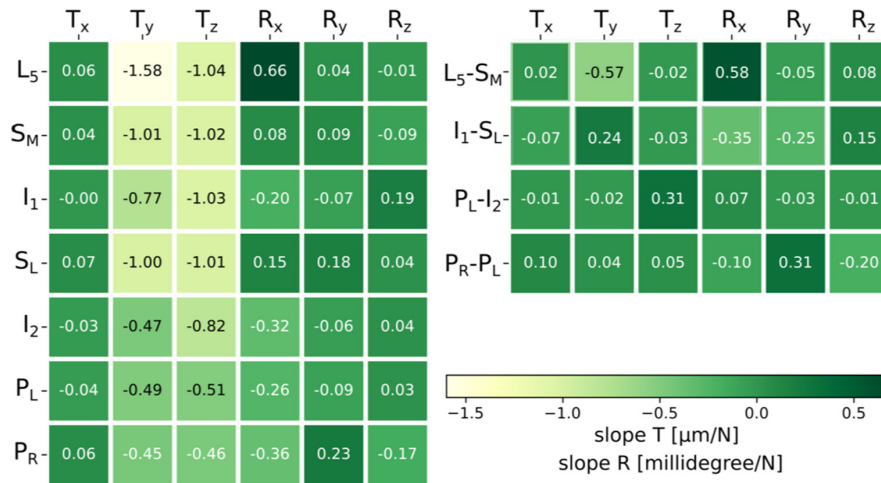 Tx Ty Tz Rx Ry Rz
L5 0.06 -1.58 -1.04 0.66 0.04 -0.01
SM 0.04 -1.01 -1.02 0.08 0.09 -0.09
I1 -0.00 -0.77 -1.03 -0.20 -0.07 0.19
SL 0.07 -1.00 -1.01 0.15 0.18 0.04
I2 -0.03 -0.47 -0.82 -0.32 -0.06 0.04
PL -0.04 -0.49 -0.51 -0.26 -0.09 0.03
PR 0.06 -0.45 -0.46 -0.36 0.23 -0.17
Tx Ty Tz Rx Ry Rz
L5-SM 0.02 -0.57 -0.02 0.58 -0.05 0.08
I1-SL -0.07 0.24 -0.03 -0.35 -0.25 0.15
PL-I2 -0.01 -0.02 0.31 0.07 -0.03 -0.01
PR-PL 0.10 0.04 0.05 -0.10 0.31 -0.20
−1.5 −1.0 −0.5 0.0 0.5
slope T [μm/N]
slope R [millidegree/N]